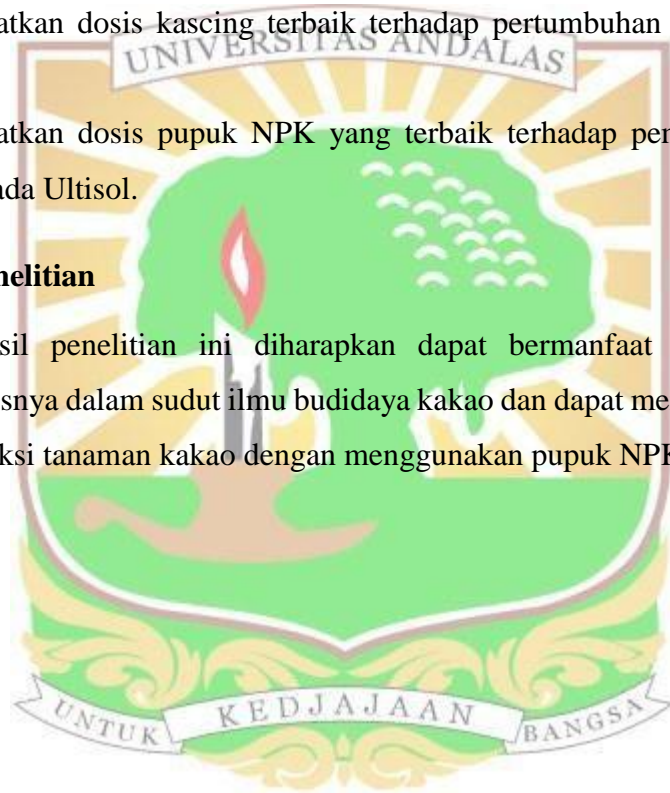 atkan dosis kascing terbaik terhadap pertumbuhan
UNIVERSITAS ANDALAS
atkan dosis pupuk NPK yang terbaik terhadap per
ada Ultisol.
nelitian
sil penelitian ini diharapkan dapat bermanfaat
snya dalam sudut ilmu budidaya kakao dan dapat me
ksi tanaman kakao dengan menggunakan pupuk NPK
UNTUK KEDJAJAAN BANGSA